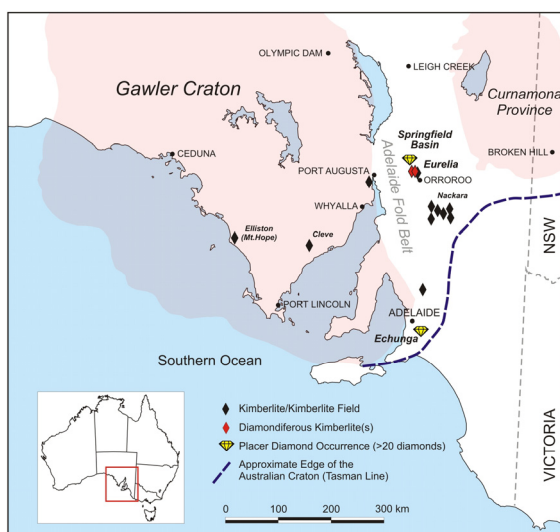 OLYMPIC DAM
LEIGH CREEK
Gawler Craton
Curnamona
Province
Springfield
Basin
BROKEN HILL
CEDUNA
Adelaide Fold Belt
PORT AUGUSTA
Eurelia
ORROROO
WHYALLA
Nackara
NSW
Elliston
(Mt.Hope)
Cleve
PORT LINCOLN
ADELAIDE
Echunga
Southern Ocean
VICTORIA
Kimberlite/Kimberlite Field
Diamondiferous Kimberlite(s)
Placer Diamond Occurrence (>20 diamonds)
Approximate Edge of the
Australian Craton (Tasman Line)
0 100 200 300 km